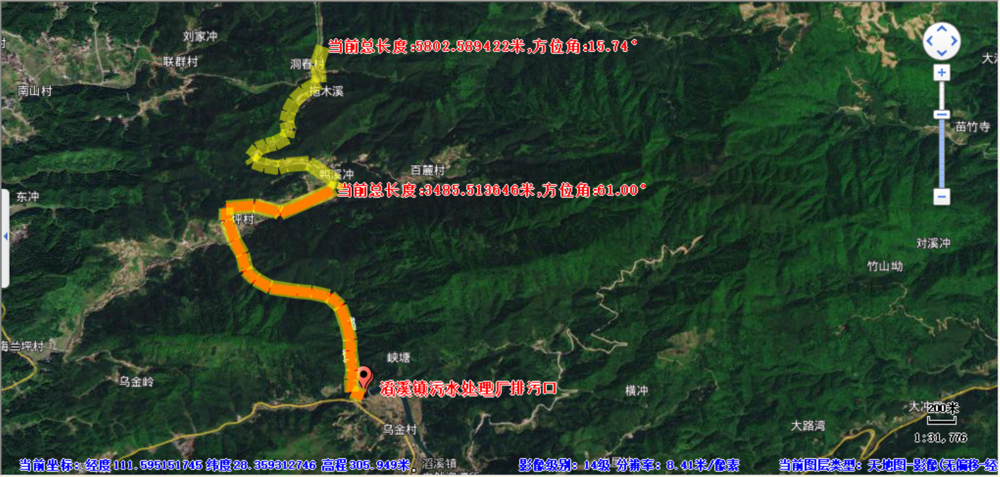 刘家冲
当前总长度:5802.589422米,方位角:15.74°
联群村
洞春村
大
南山村
拖木溪
苗竹寺
鸦溪冲
百麓村
当前总长度:3485.513646米,方位角:61.00°
东冲
坪村
对溪冲
竹山坳
梅兰坪村
峡塘
乌金岭
滔溪镇污水处理厂排污口
横冲
大冲
200米
乌金村
大路湾
1:31,776
滔溪镇
当前坐标: 经度111.595151745 纬度28.359312746 高程305.949米
影像级别: 14级 分辨率: 8.41米/像素
当前图层类型: 天地图-影像(无偏移-经